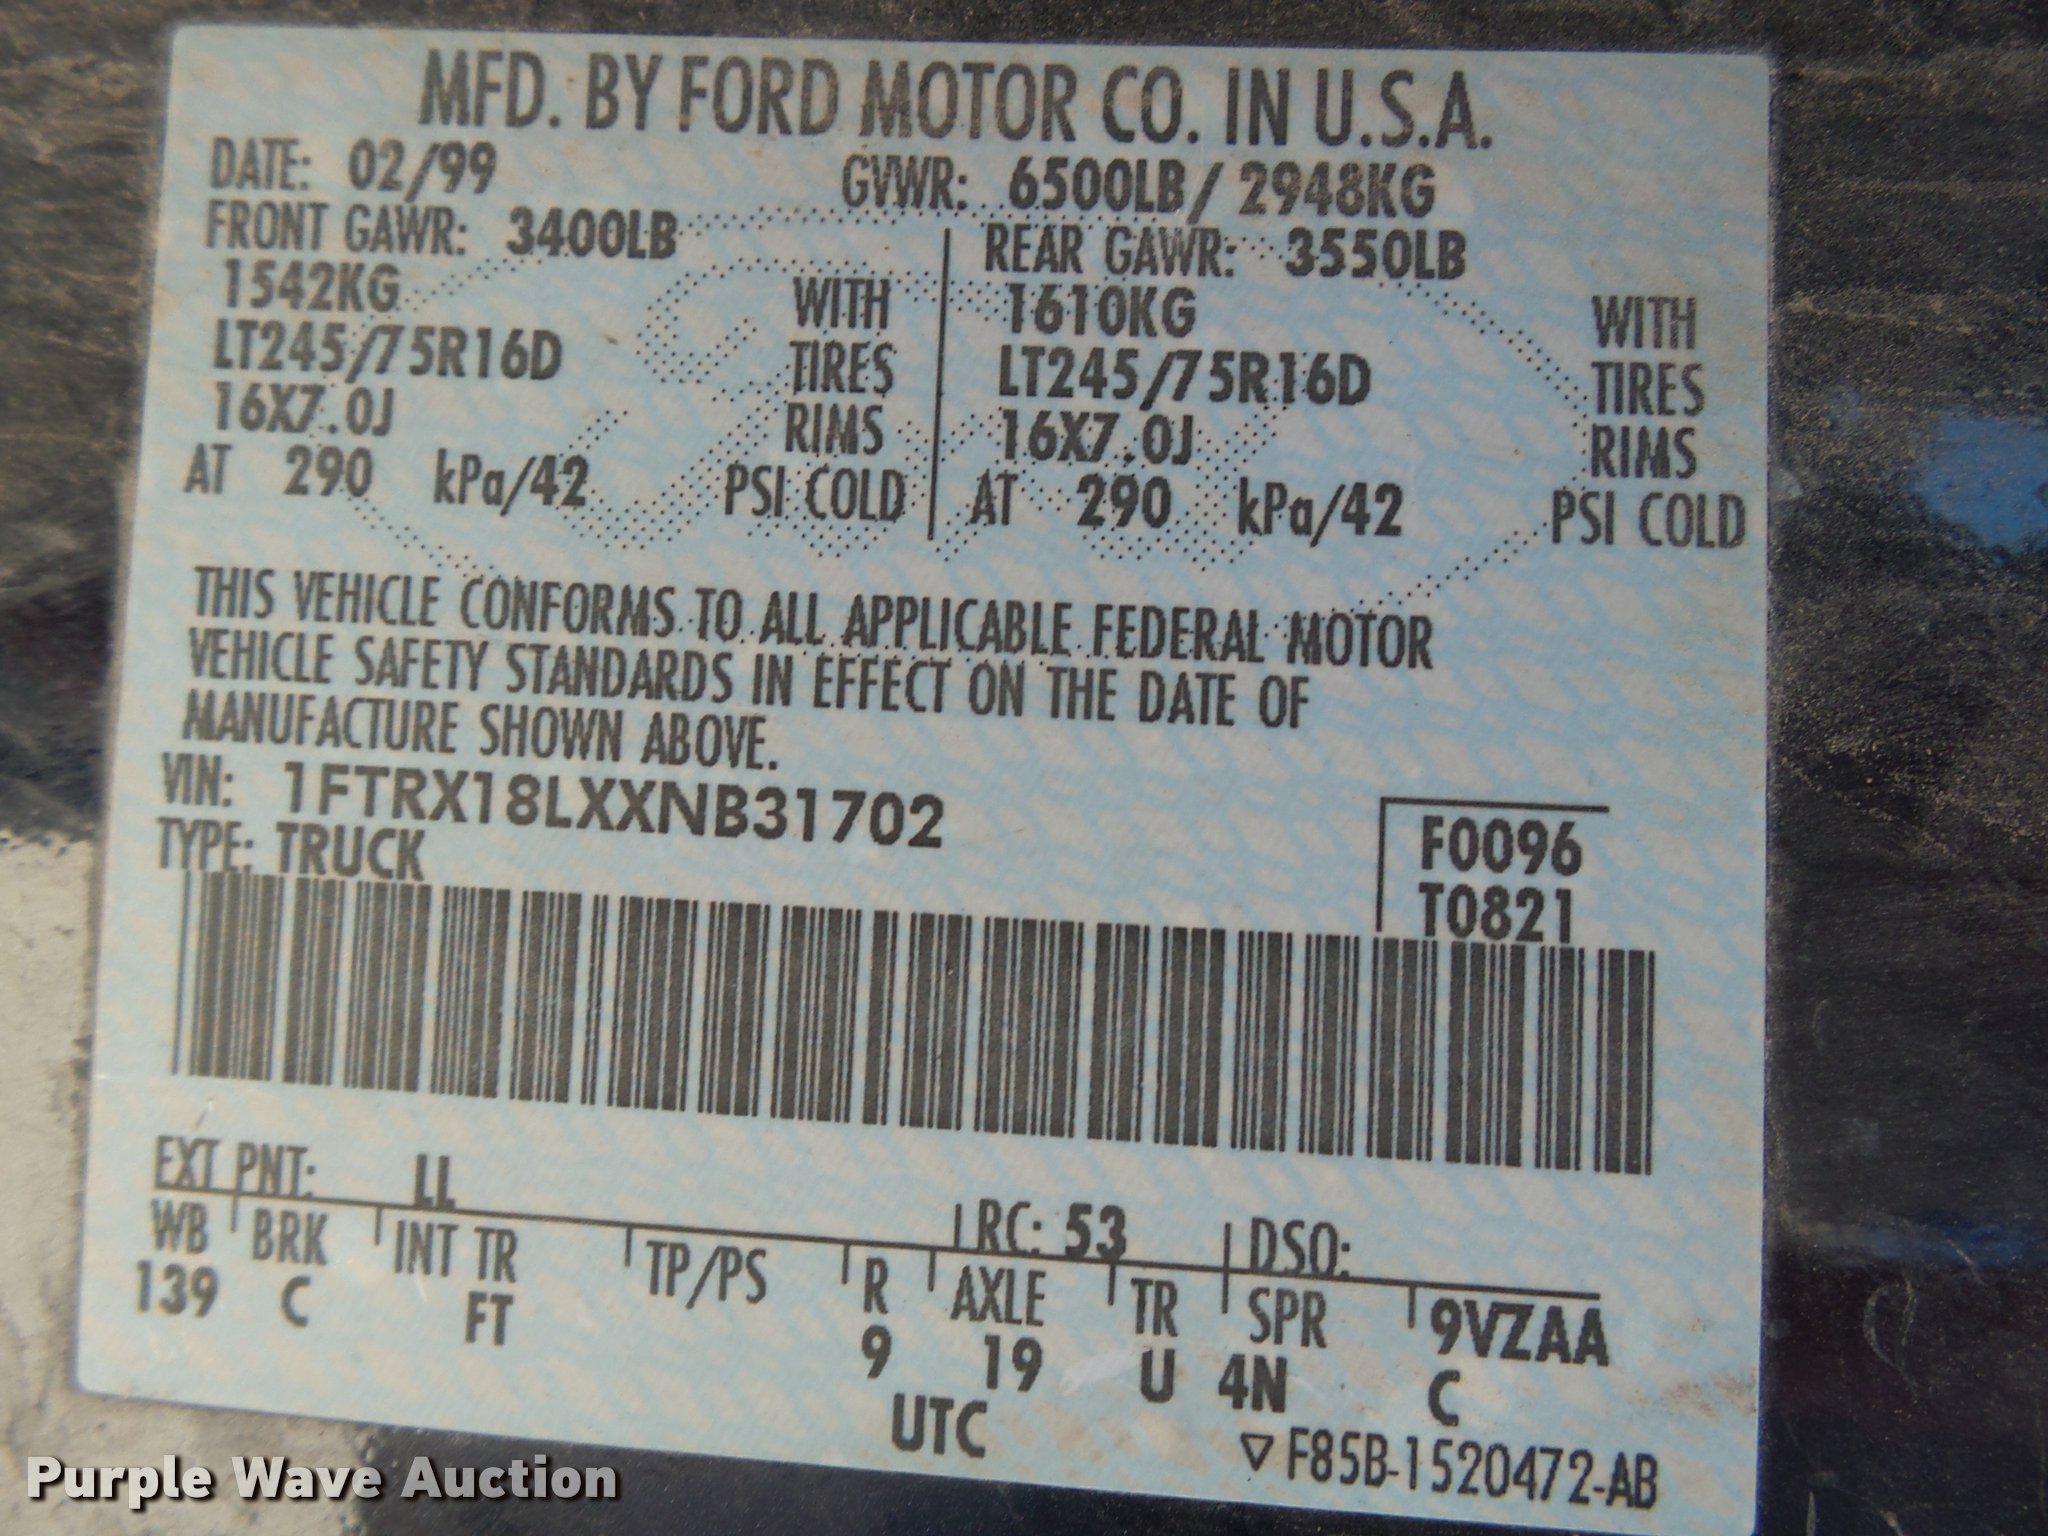 MFD. BY FORD MOTOR CO. IN U.S.A.
DATE: 02/99 GVWR: 6500LB/ 2948KG
FRONT GAWR: 3400LB REAR GAWR: 3550LB
1542KG WITH 1610KG WITH
LT245/75R16D TIRES LT245/75R16D TIRES
16X7.0J RIMS 16X7.0J RIMS
AT 290 kPa/42 PSI COLD AT 290 kPa/42 PSI COLD
THIS VEHICLE CONFORMS TO ALL APPLICABLE FEDERAL MOTOR
VEHICLE SAFETY STANDARDS IN EFFECT ON THE DATE OF
MANUFACTURE SHOWN ABOVE.
VIN: 1FTRX18LXXNB31702
TYPE: TRUCK
F0096
T0821
EXT PNT: LL RC: 53 DSO:
WB BRK INT TR TP/PS R AXLE TR SPR 9VZAA
139 C FT 9 19 U 4N C
UTC
▽ F85B-1520472-AB
Purple Wave Auction